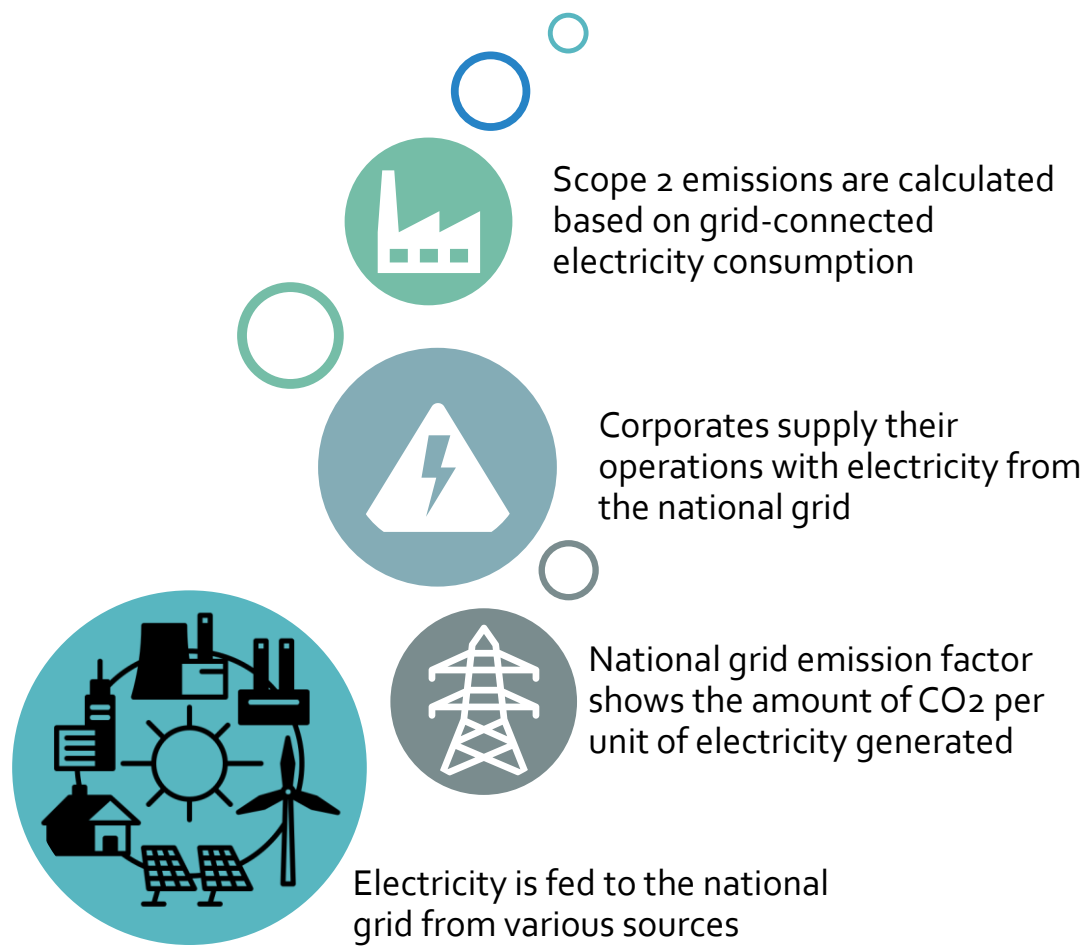 Scope 2 emissions are calculated
based on grid-connected
electricity consumption
Corporates supply their
operations with electricity from
the national grid
National grid emission factor
shows the amount of CO2 per
unit of electricity generated
Electricity is fed to the national
grid from various sources